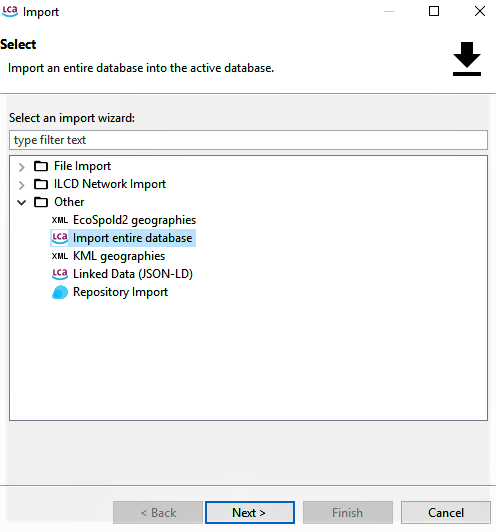 LCA Import
Select
Import an entire database into the active database.
Select an import wizard:
type filter text
File Import
ILCD Network Import
Other
XML EcoSpold2 geographies
LCA Import entire database
XML KML geographies
LCA Linked Data (JSON-LD)
Repository Import
< Back Next > Finish Cancel